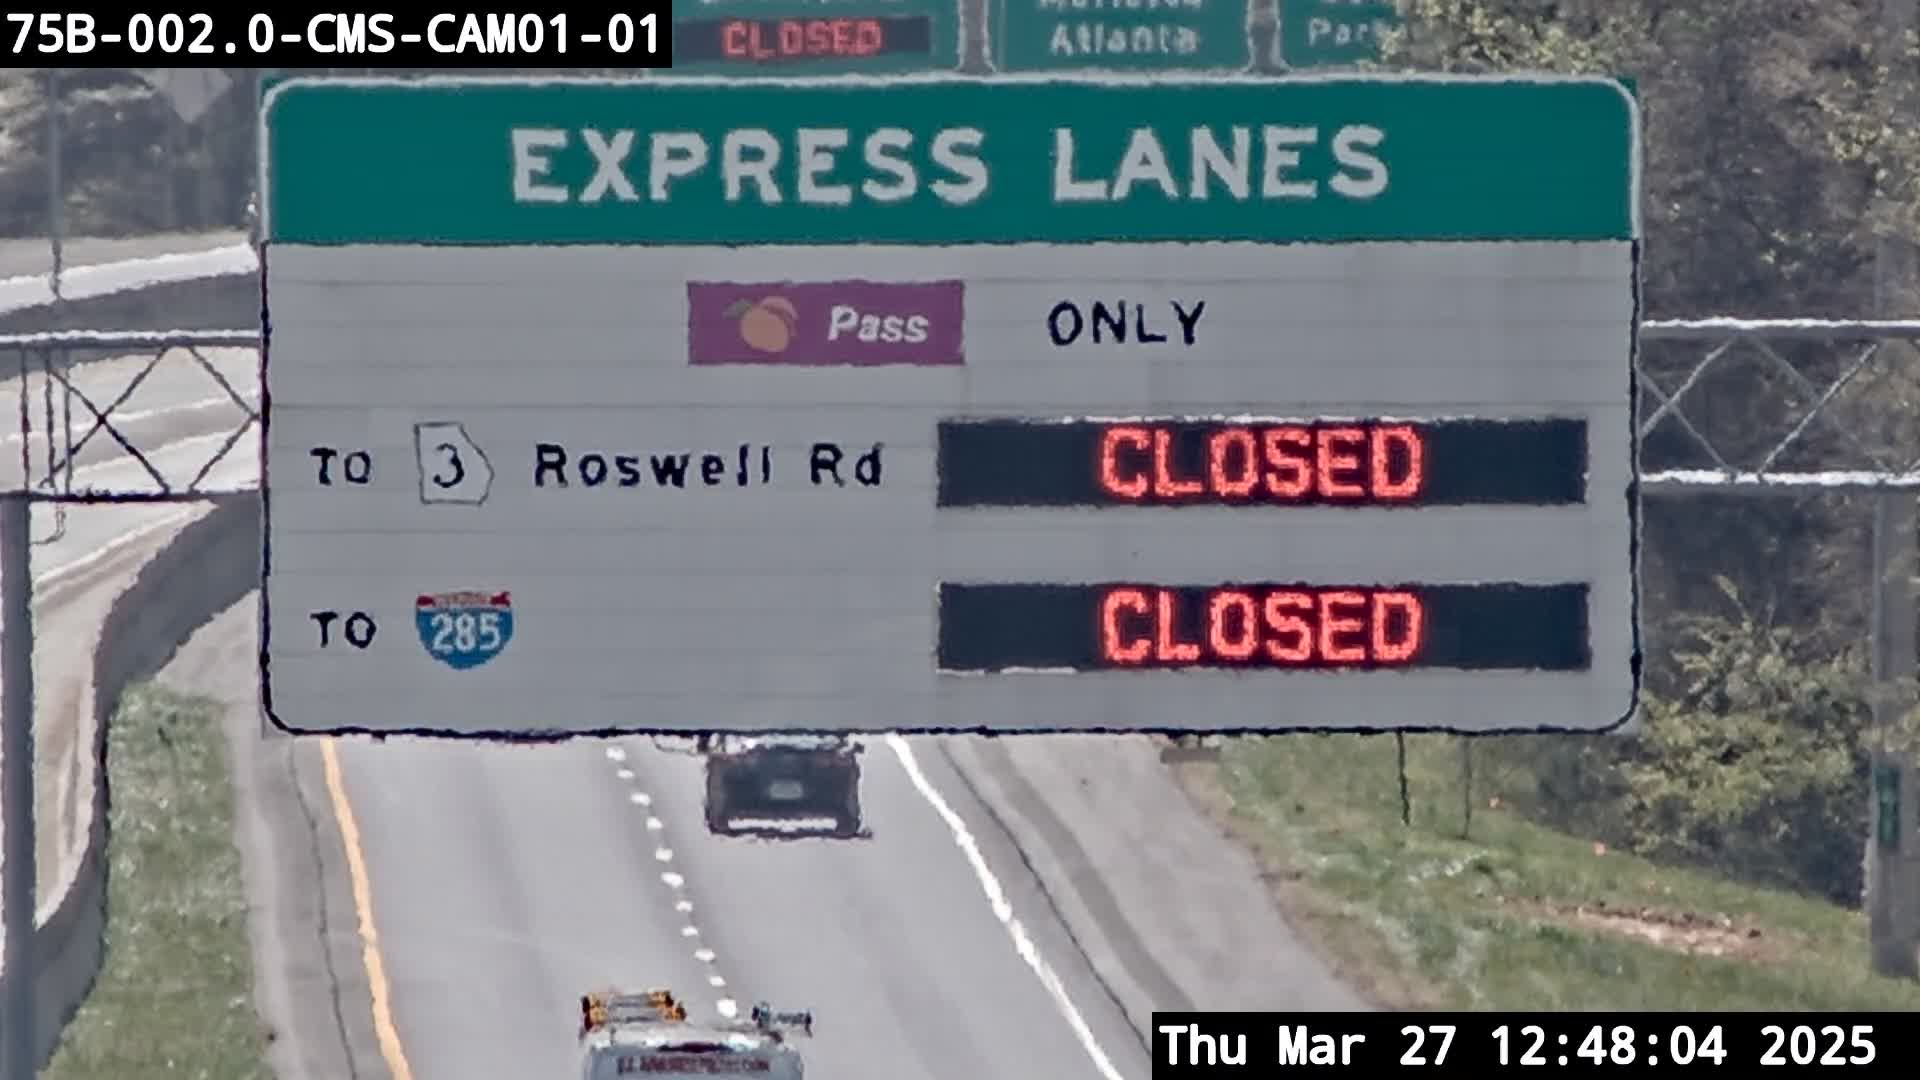 75B-002.0-CMS-CAM01-01
CLOSED
Atlanta
EXPRESS LANES
Pass ONLY
TO 3 Roswell Rd CLOSED
TO 285 CLOSED
Thu Mar 27 12:48:04 2025